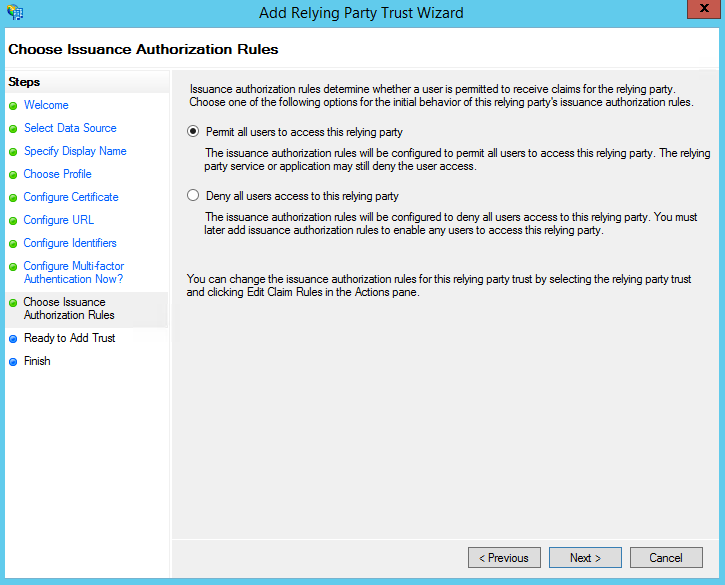 Add Relying Party Trust Wizard
x
Choose Issuance Authorization Rules
Steps
Welcome
Select Data Source
Specify Display Name
Choose Profile
Configure Certificate
Configure URL
Configure Identifiers
Configure Multi-factor
Authentication Now?
Choose Issuance
Authorization Rules
Ready to Add Trust
Finish
Issuance authorization rules determine whether a user is permitted to receive claims for the relying party.
Choose one of the following options for the initial behavior of this relying party's issuance authorization rules.
Permit all users to access this relying party
The issuance authorization rules will be configured to permit all users to access this relying party. The relying
party service or application may still deny the user access.
Deny all users access to this relying party
The issuance authorization rules will be configured to deny all users access to this relying party. You must
later add issuance authorization rules to enable any users to access this relying party.
You can change the issuance authorization rules for this relying party trust by selecting the relying party trust
and clicking Edit Claim Rules in the Actions pane.
< Previous
Next >
Cancel